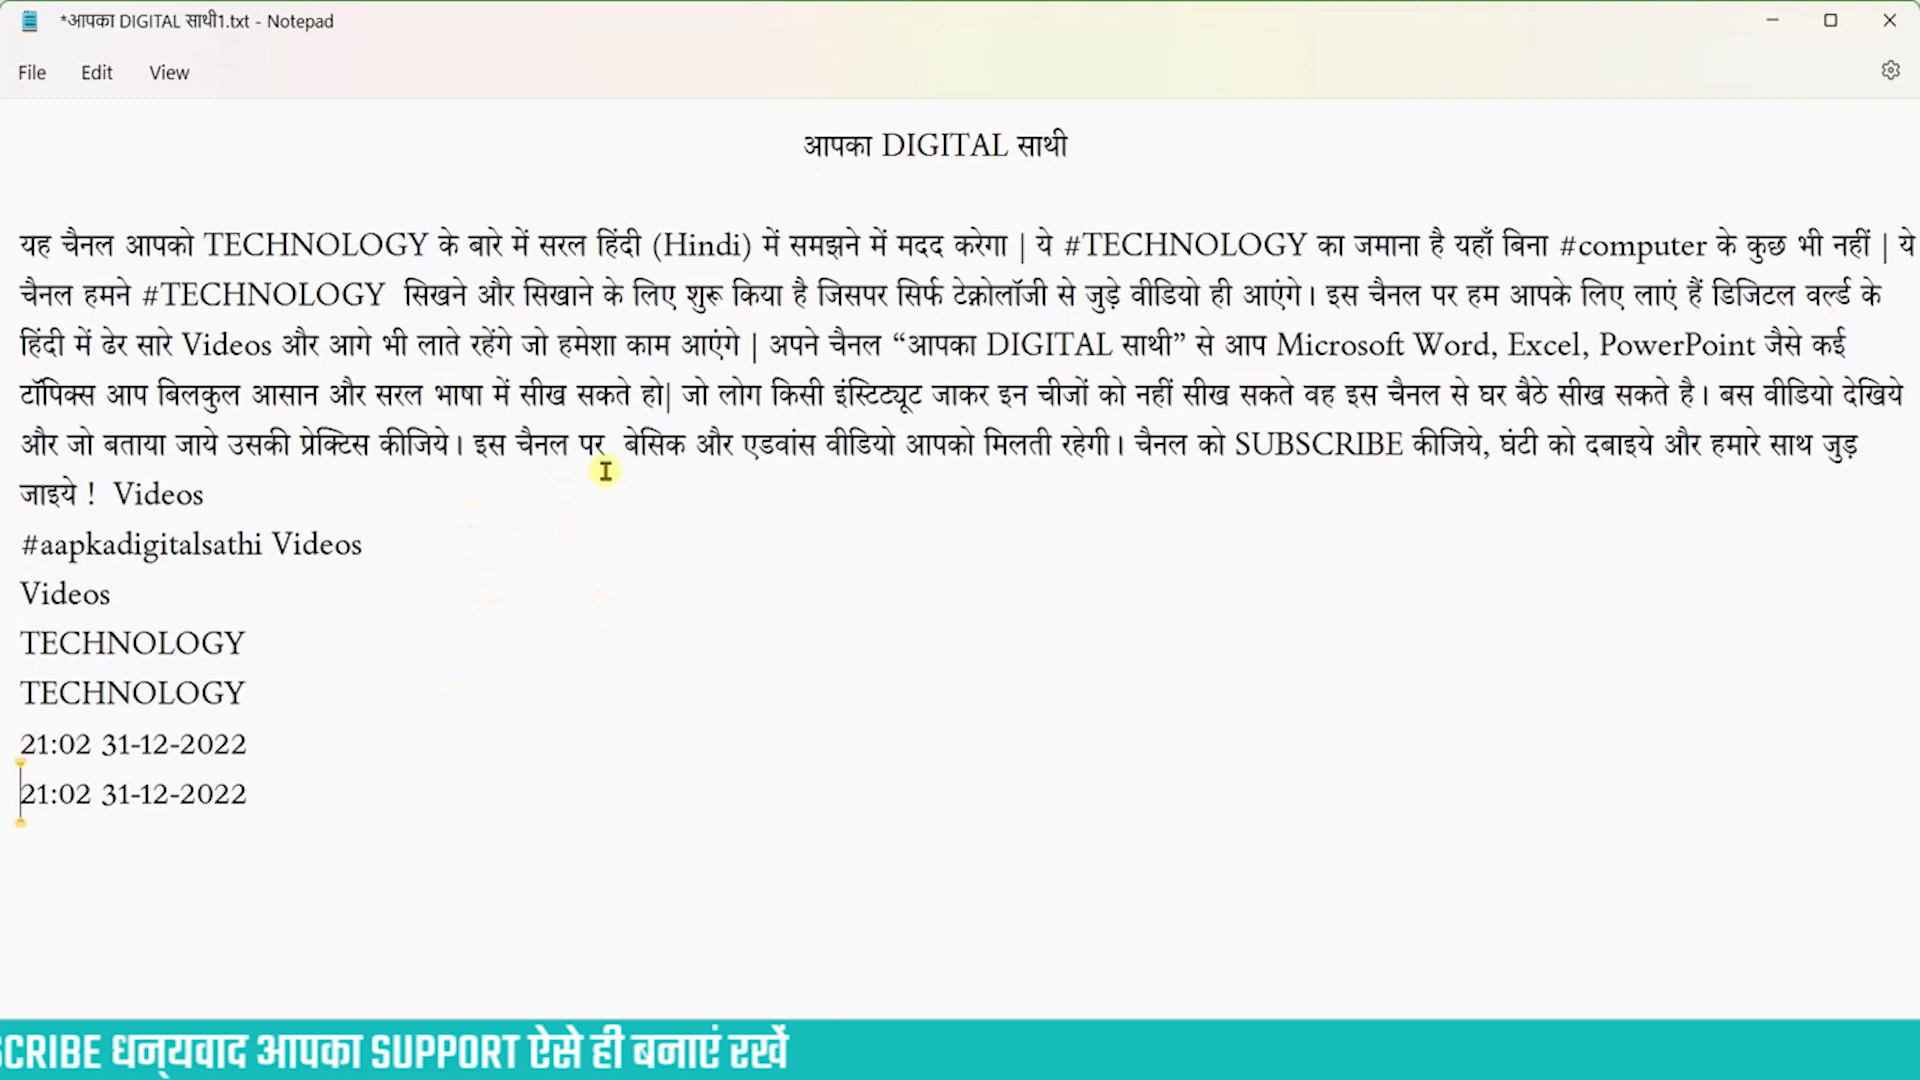 *आपका DIGITAL साथी1.txt - Notepad
File Edit View
आपका DIGITAL साथी
यह चैनल आपको TECHNOLOGY के बारे में सरल हिंदी (Hindi) में समझने में मदद करेगा | ये #TECHNOLOGY का जमाना है यहाँ बिना #computer के कुछ भी नहीं | ये
चैनल हमने #TECHNOLOGY सिखने और सिखाने के लिए शुरू किया है जिसपर सिर्फ टेक्नोलॉजी से जुड़े वीडियो ही आएंगे। इस चैनल पर हम आपके लिए लाएं हैं डिजिटल वर्ल्ड के
हिंदी में ढेर सारे Videos और आगे भी लाते रहेंगे जो हमेशा काम आएंगे | अपने चैनल “आपका DIGITAL साथी” से आप Microsoft Word, Excel, PowerPoint जैसे कई
टॉपिक्स आप बिलकुल आसान और सरल भाषा में सीख सकते हो| जो लोग किसी इंस्टिट्यूट जाकर इन चीजों को नहीं सीख सकते वह इस चैनल से घर बैठे सीख सकते है। बस वीडियो देखिये
और जो बताया जाये उसकी प्रेक्टिस कीजिये। इस चैनल पर बेसिक और एडवांस वीडियो आपको मिलती रहेगी। चैनल को SUBSCRIBE कीजिये, घंटी को दबाइये और हमारे साथ जुड़
जाइये ! Videos
#aapkadigitalsathi Videos
Videos
TECHNOLOGY
TECHNOLOGY
21:02 31-12-2022
21:02 31-12-2022
SCRIBE धन्यवाद आपका SUPPORT ऐसे ही बनाएं रखें